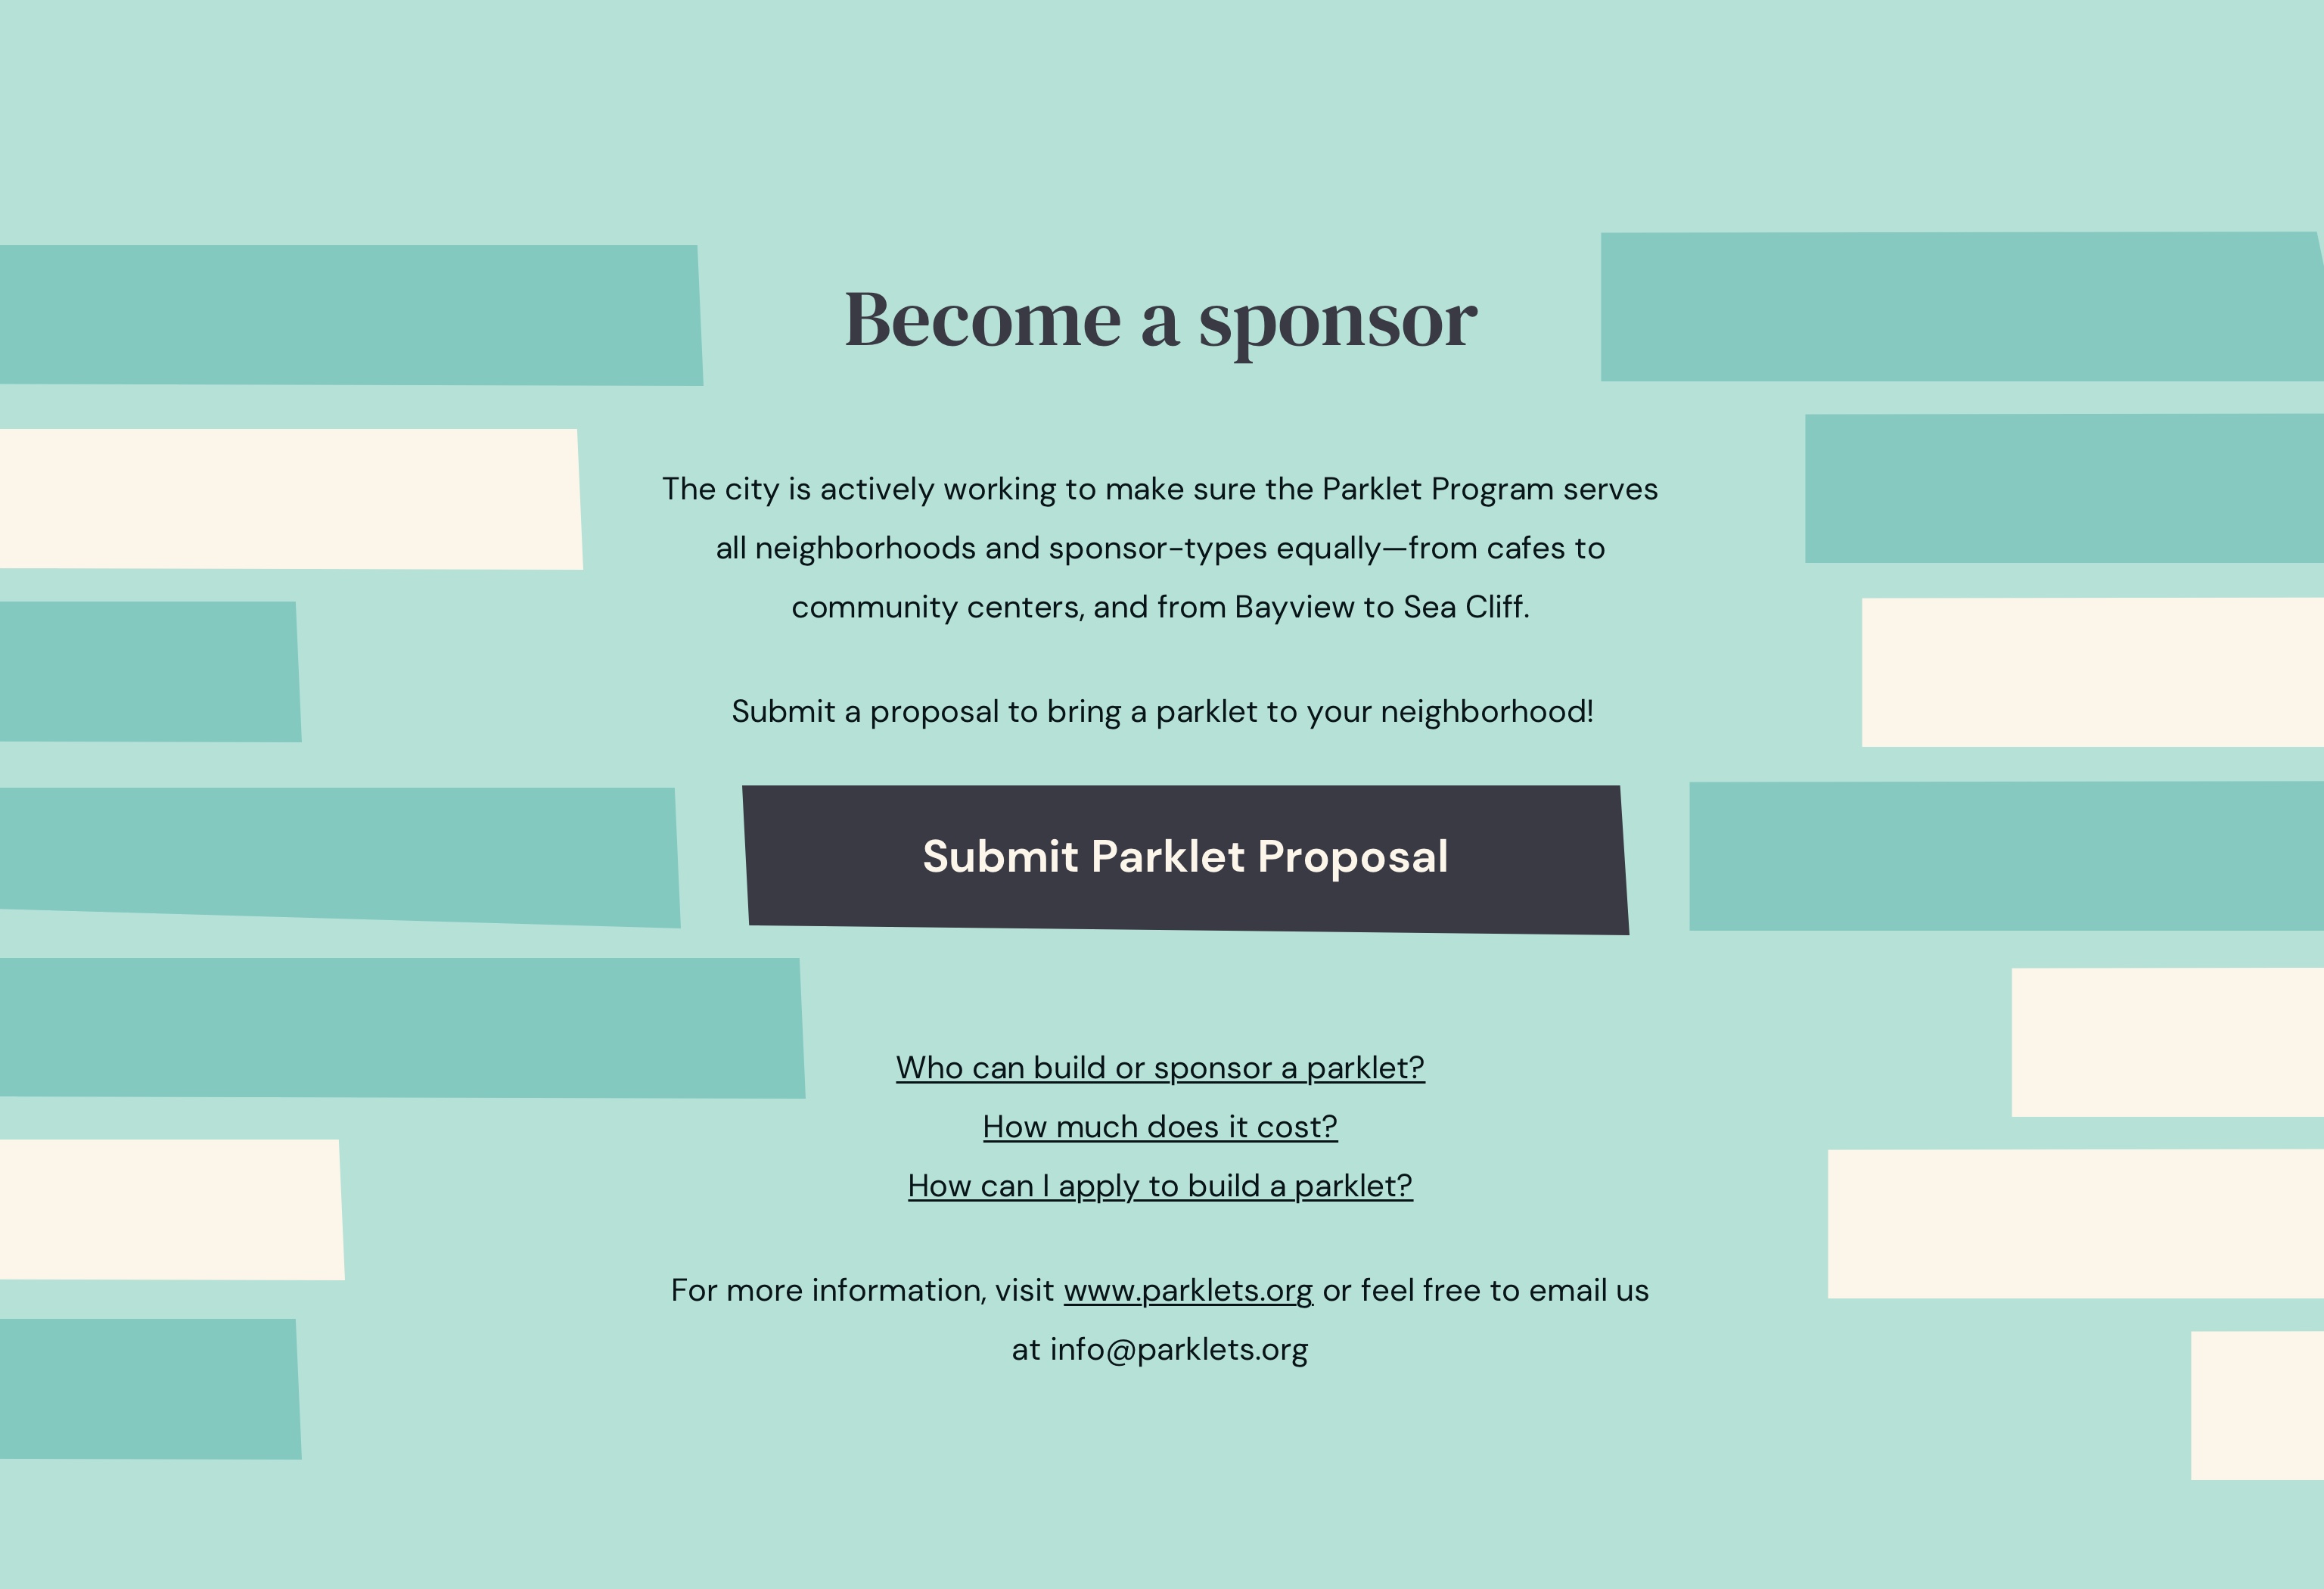 Become a sponsor
The city is actively working to make sure the Parklet Program serves
all neighborhoods and sponsor-types equally—from cafes to
community centers, and from Bayview to Sea Cliff.
Submit a proposal to bring a parklet to your neighborhood!
Submit Parklet Proposal
Who can build or sponsor a parklet?
How much does it cost?
How can I apply to build a parklet?
For more information, visit www.parklets.org or feel free to email us
at info@parklets.org